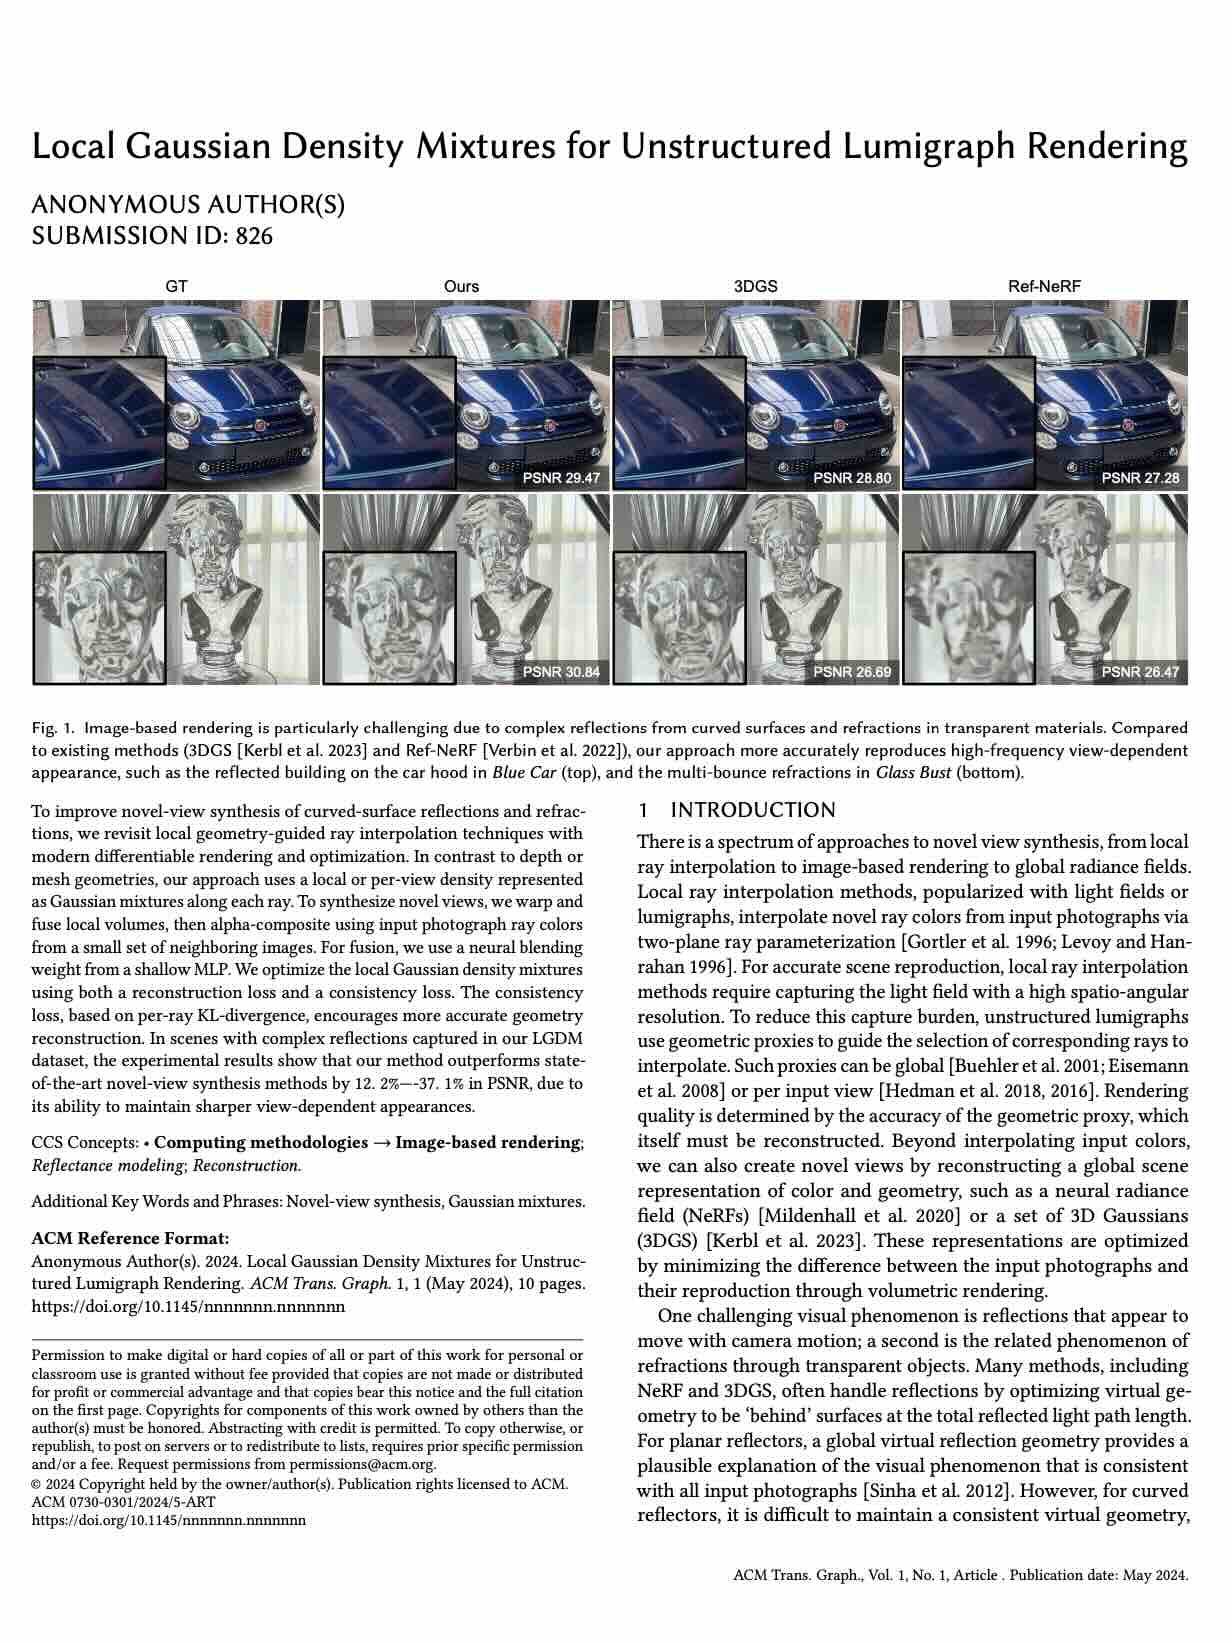 Local Gaussian Density Mixtures for Unstructured Lumigraph Rendering
ANONYMOUS AUTHOR(S)
SUBMISSION ID: 826
GT
Ours
3DGS
Ref-NeRF
PSNR 29.47
PSNR 28.80
PSNR 27.28
PSNR 30.84
PSNR 26.69
PSNR 26.47
Fig. 1. Image-based rendering is particularly challenging due to complex reflections from curved surfaces and refractions in transparent materials. Compared
to existing methods (3DGS [Kerbl et al. 2023] and Ref-NeRF [Verbin et al. 2022]), our approach more accurately reproduces high-frequency view-dependent
appearance, such as the reflected building on the car hood in Blue Car (top), and the multi-bounce refractions in Glass Bust (bottom).
To improve novel-view synthesis of curved-surface reflections and refrac-
tions, we revisit local geometry-guided ray interpolation techniques with
modern differentiable rendering and optimization. In contrast to depth or
mesh geometries, our approach uses a local or per-view density represented
as Gaussian mixtures along each ray. To synthesize novel views, we warp and
fuse local volumes, then alpha-composite using input photograph ray colors
from a small set of neighboring images. For fusion, we use a neural blending
weight from a shallow MLP. We optimize the local Gaussian density mixtures
using both a reconstruction loss and a consistency loss. The consistency
loss, based on per-ray KL-divergence, encourages more accurate geometry
reconstruction. In scenes with complex reflections captured in our LGDM
dataset, the experimental results show that our method outperforms state-
of-the-art novel-view synthesis methods by 12. 2%–-37. 1% in PSNR, due to
its ability to maintain sharper view-dependent appearances.
CCS Concepts: • Computing methodologies → Image-based rendering;
Reflectance modeling; Reconstruction.
Additional Key Words and Phrases: Novel-view synthesis, Gaussian mixtures.
ACM Reference Format:
Anonymous Author(s). 2024. Local Gaussian Density Mixtures for Unstruc-
tured Lumigraph Rendering. ACM Trans. Graph. 1, 1 (May 2024), 10 pages.
https://doi.org/10.1145/nnnnnnn.nnnnnnn
Permission to make digital or hard copies of all or part of this work for personal or
classroom use is granted without fee provided that copies are not made or distributed
for profit or commercial advantage and that copies bear this notice and the full citation
on the first page. Copyrights for components of this work owned by others than the
author(s) must be honored. Abstracting with credit is permitted. To copy otherwise, or
republish, to post on servers or to redistribute to lists, requires prior specific permission
and/or a fee. Request permissions from permissions@acm.org.
© 2024 Copyright held by the owner/author(s). Publication rights licensed to ACM.
ACM 0730-0301/2024/5-ART
https://doi.org/10.1145/nnnnnnn.nnnnnnn
1 INTRODUCTION
There is a spectrum of approaches to novel view synthesis, from local
ray interpolation to image-based rendering to global radiance fields.
Local ray interpolation methods, popularized with light fields or
lumigraphs, interpolate novel ray colors from input photographs via
two-plane ray parameterization [Gortler et al. 1996; Levoy and Han-
rahan 1996]. For accurate scene reproduction, local ray interpolation
methods require capturing the light field with a high spatio-angular
resolution. To reduce this capture burden, unstructured lumigraphs
use geometric proxies to guide the selection of corresponding rays to
interpolate. Such proxies can be global [Buehler et al. 2001; Eisemann
et al. 2008] or per input view [Hedman et al. 2018, 2016]. Rendering
quality is determined by the accuracy of the geometric proxy, which
itself must be reconstructed. Beyond interpolating input colors,
we can also create novel views by reconstructing a global scene
representation of color and geometry, such as a neural radiance
field (NeRFs) [Mildenhall et al. 2020] or a set of 3D Gaussians
(3DGS) [Kerbl et al. 2023]. These representations are optimized
by minimizing the difference between the input photographs and
their reproduction through volumetric rendering.
One challenging visual phenomenon is reflections that appear to
move with camera motion; a second is the related phenomenon of
refractions through transparent objects. Many methods, including
NeRF and 3DGS, often handle reflections by optimizing virtual ge-
ometry to be ‘behind’ surfaces at the total reflected light path length.
For planar reflectors, a global virtual reflection geometry provides a
plausible explanation of the visual phenomenon that is consistent
with all input photographs [Sinha et al. 2012]. However, for curved
reflectors, it is difficult to maintain a consistent virtual geometry,
ACM Trans. Graph., Vol. 1, No. 1, Article . Publication date: May 2024.